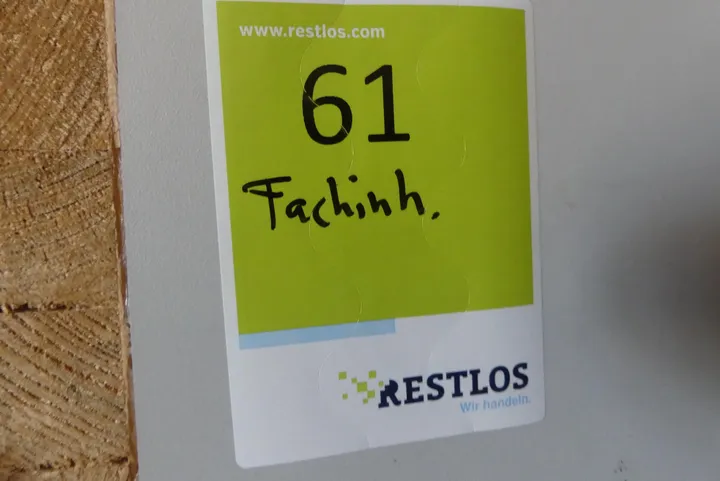 www.restlos.com
61
Fachinh.
RESTLOS
Wir handeln.